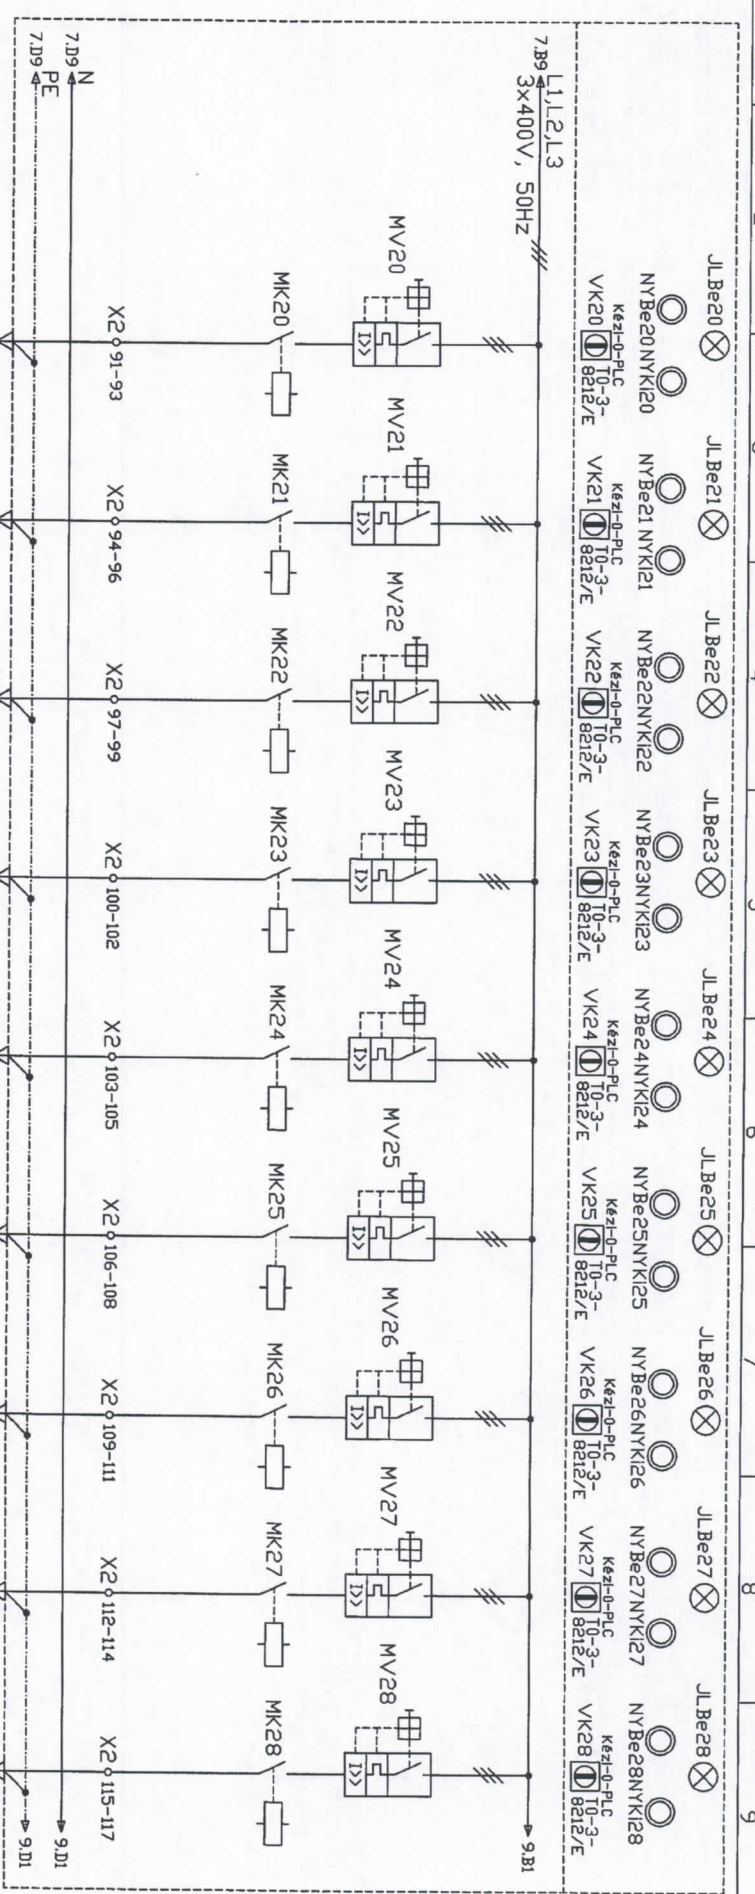 JLBe20
JLBe21
JLBe22
JLBe23
JLBe24
JLBe25
JLBe26
JLBe27
JLBe28
NYBe20 NYKi20
NYBe21 NYKi21
NYBe22 NYKi22
NYBe23 NYKi23
NYBe24 NYKi24
NYBe25 NYKi25
NYBe26 NYKi26
NYBe27 NYKi27
NYBe28 NYKi28
Kézi-0-PLC
VK20 T0-3-
8212/E
Kézi-0-PLC
VK21 T0-3-
8212/E
Kézi-0-PLC
VK22 T0-3-
8212/E
Kézi-0-PLC
VK23 T0-3-
8212/E
Kézi-0-PLC
VK24 T0-3-
8212/E
Kézi-0-PLC
VK25 T0-3-
8212/E
Kézi-0-PLC
VK26 T0-3-
8212/E
Kézi-0-PLC
VK27 T0-3-
8212/E
Kézi-0-PLC
VK28 T0-3-
8212/E
L1,L2,L3
7.B9
3x400V, 50Hz
9.B1
MV20
MV21
MV22
MV23
MV24
MV25
MV26
MV27
MV28
I>>
I>>
I>>
I>>
I>>
I>>
I>>
I>>
I>>
MK20
MK21
MK22
MK23
MK24
MK25
MK26
MK27
MK28
X2 91-93
X2 94-96
X2 97-99
X2 100-102
X2 103-105
X2 106-108
X2 109-111
X2 112-114
X2 115-117
N
7.D9
9.D1
PE
7.D9
9.D1
6
7
8
9